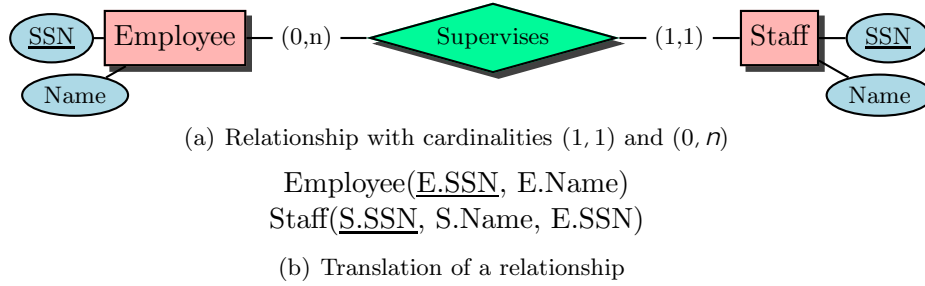 SSN Employee (0,n) Supervises (1,1) Staff SSN
Name Name
(a) Relationship with cardinalities (1, 1) and (0, n)
Employee(E.SSN, E.Name)
Staff(S.SSN, S.Name, E.SSN)
(b) Translation of a relationship